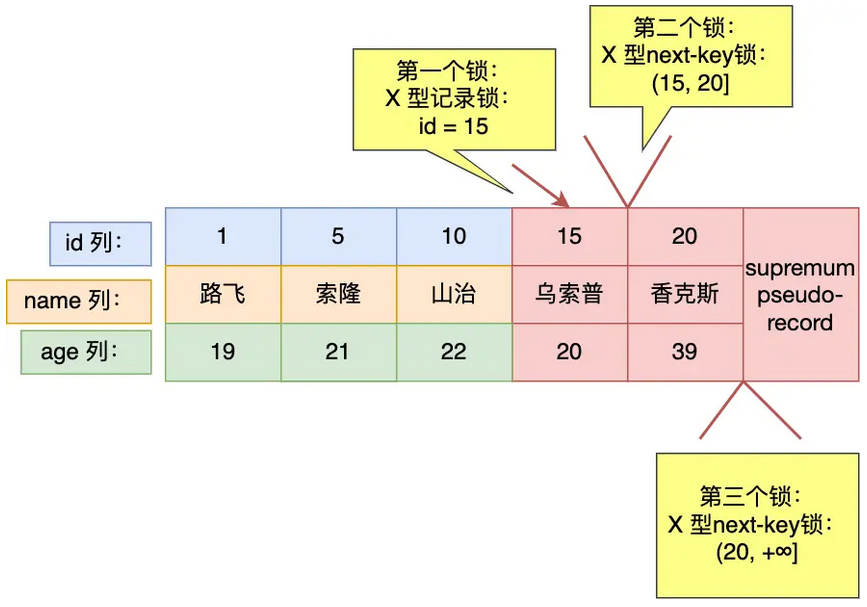 第二个锁：
X 型next-key锁：
(15, 20]
第一个锁：
X 型记录锁：
id = 15
id 列：
1
5
10
15
20
name 列：
路飞
索隆
山治
乌索普
香克斯
supremum
pseudo-
record
age 列：
19
21
22
20
39
第三个锁：
X 型next-key锁：
(20, +∞]